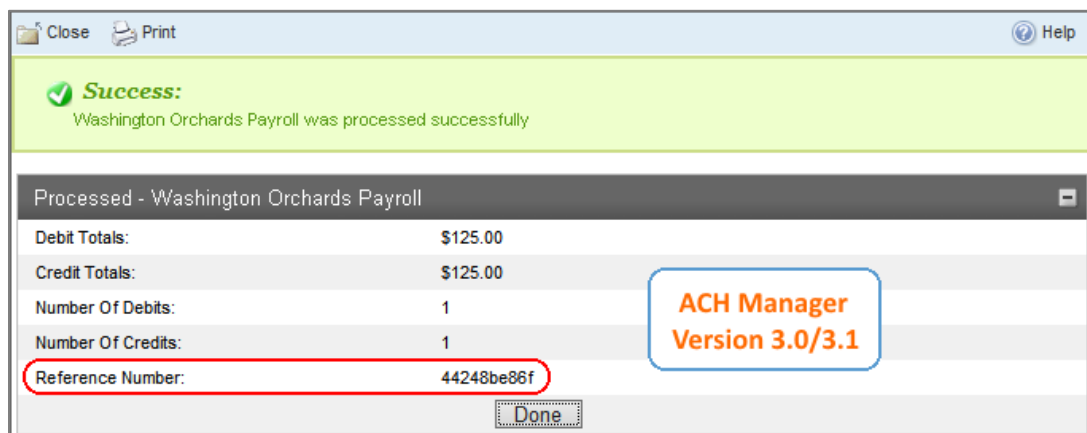 Close Print Help
Success:
Washington Orchards Payroll was processed successfully
Processed - Washington Orchards Payroll
Debit Totals: $125.00
Credit Totals: $125.00
Number Of Debits: 1
Number Of Credits: 1
Reference Number: 44248be86f
ACH Manager
Version 3.0/3.1
Done